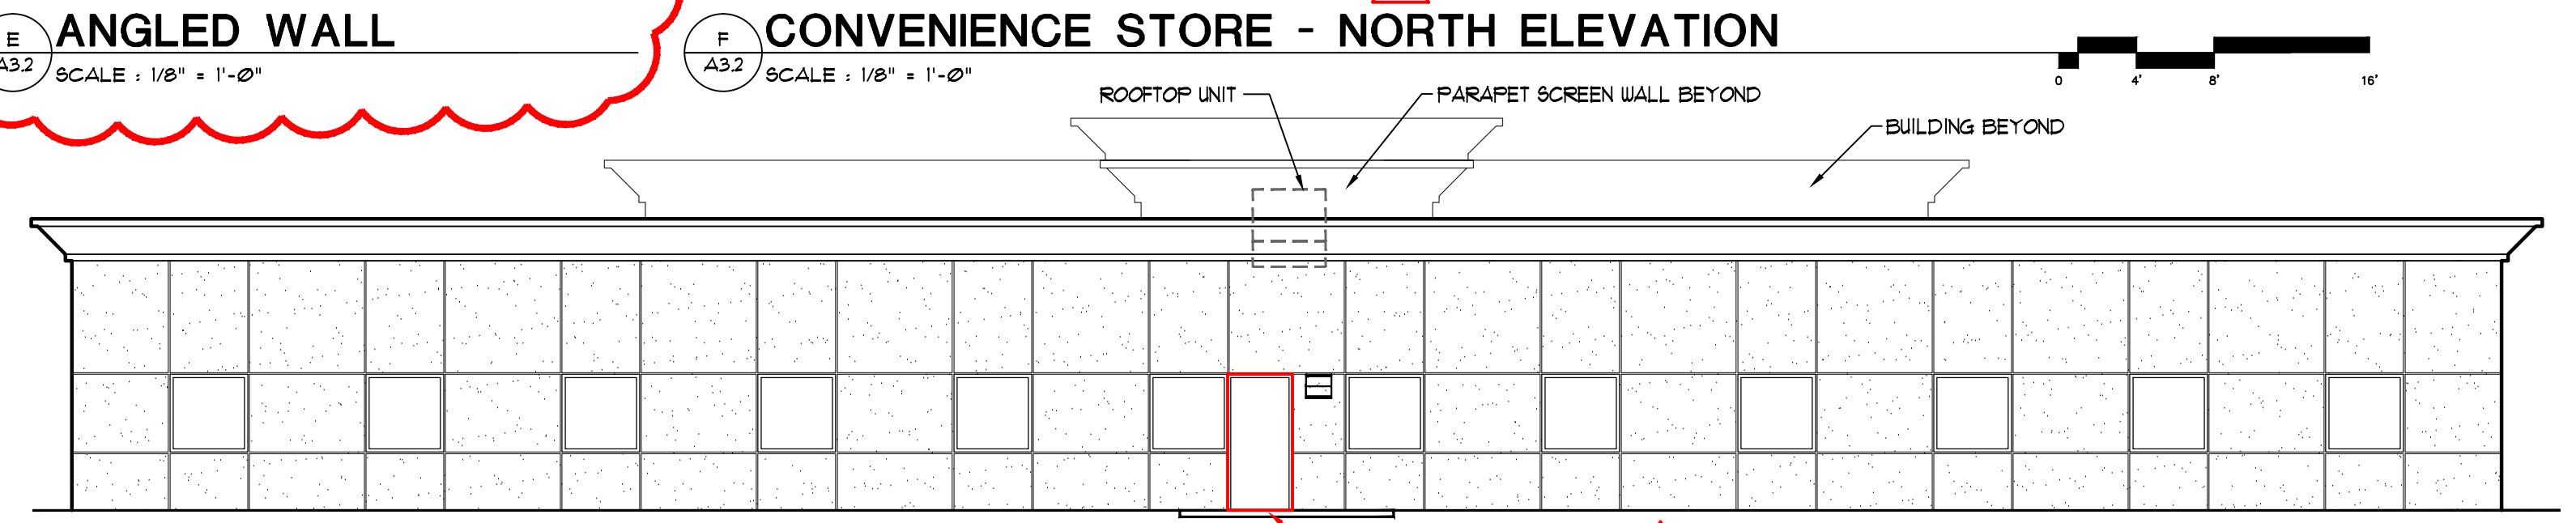 E
A3.2
ANGLED WALL
SCALE : 1/8" = 1'-0"
F
A3.2
CONVENIENCE STORE - NORTH ELEVATION
SCALE : 1/8" = 1'-0"
0 4' 8' 16'
ROOFTOP UNIT
PARAPET SCREEN WALL BEYOND
BUILDING BEYOND